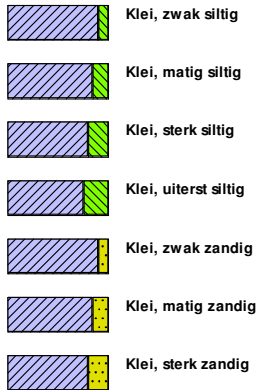 Klei, zwak siltig
Klei, matig siltig
Klei, sterk siltig
Klei, uiterst siltig
Klei, zwak zandig
Klei, matig zandig
Klei, sterk zandig